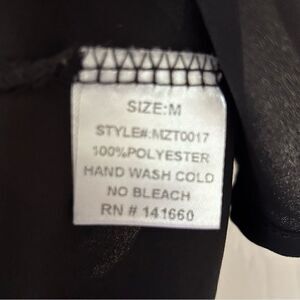 SIZE:M
STYLE#:MZT0017
100%POLYESTER
HAND WASH COLD
NO BLEACH
RN # 141660